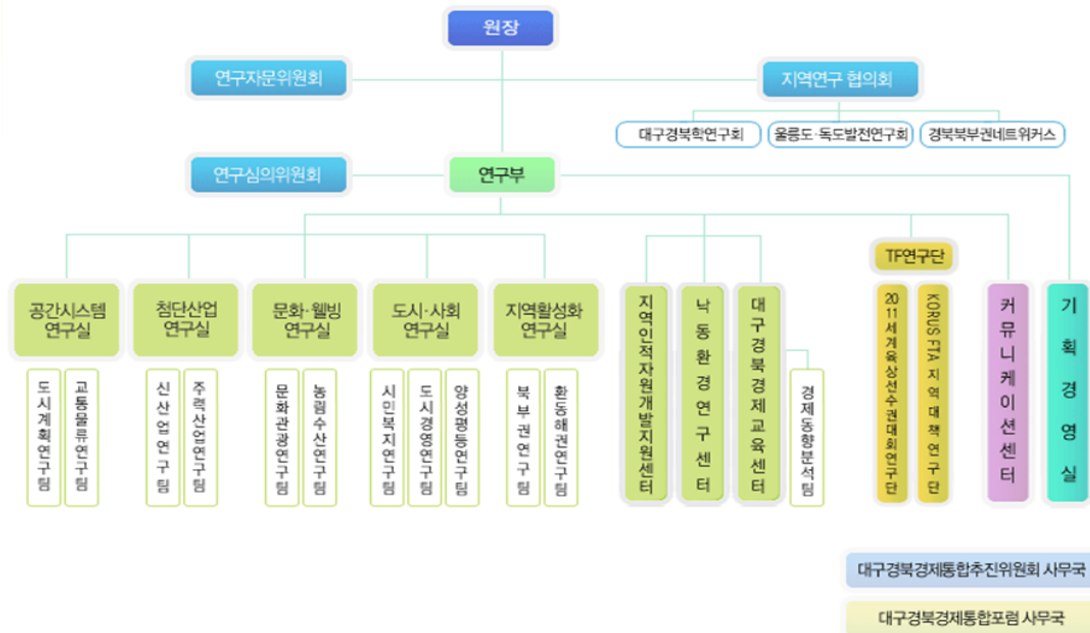 원장
연구자문위원회
지역연구 협의회
대구경북학연구회
울릉도·독도발전연구회
경북북부권네트워커스
연구심의위원회
연구부
TF연구단
공간시스템
연구실
첨단산업
연구실
문화·웰빙
연구실
도시·사회
연구실
지역활성화
연구실
도시계획연구팀
교통물류연구팀
신산업연구팀
주력산업연구팀
문화관광연구팀
농림수산연구팀
시민복지연구팀
도시경영연구팀
양성평등연구팀
북부권연구팀
환동해권연구팀
지역인적자원개발지원센터
낙동환경연구센터
대구경북경제교육센터
경제동향분석팀
2011세계육상선수권대회연구단
KORUS FTA 지역대책연구단
커뮤니케이션센터
기획경영실
대구경북경제통합추진위원회 사무국
대구경북경제통합포럼 사무국